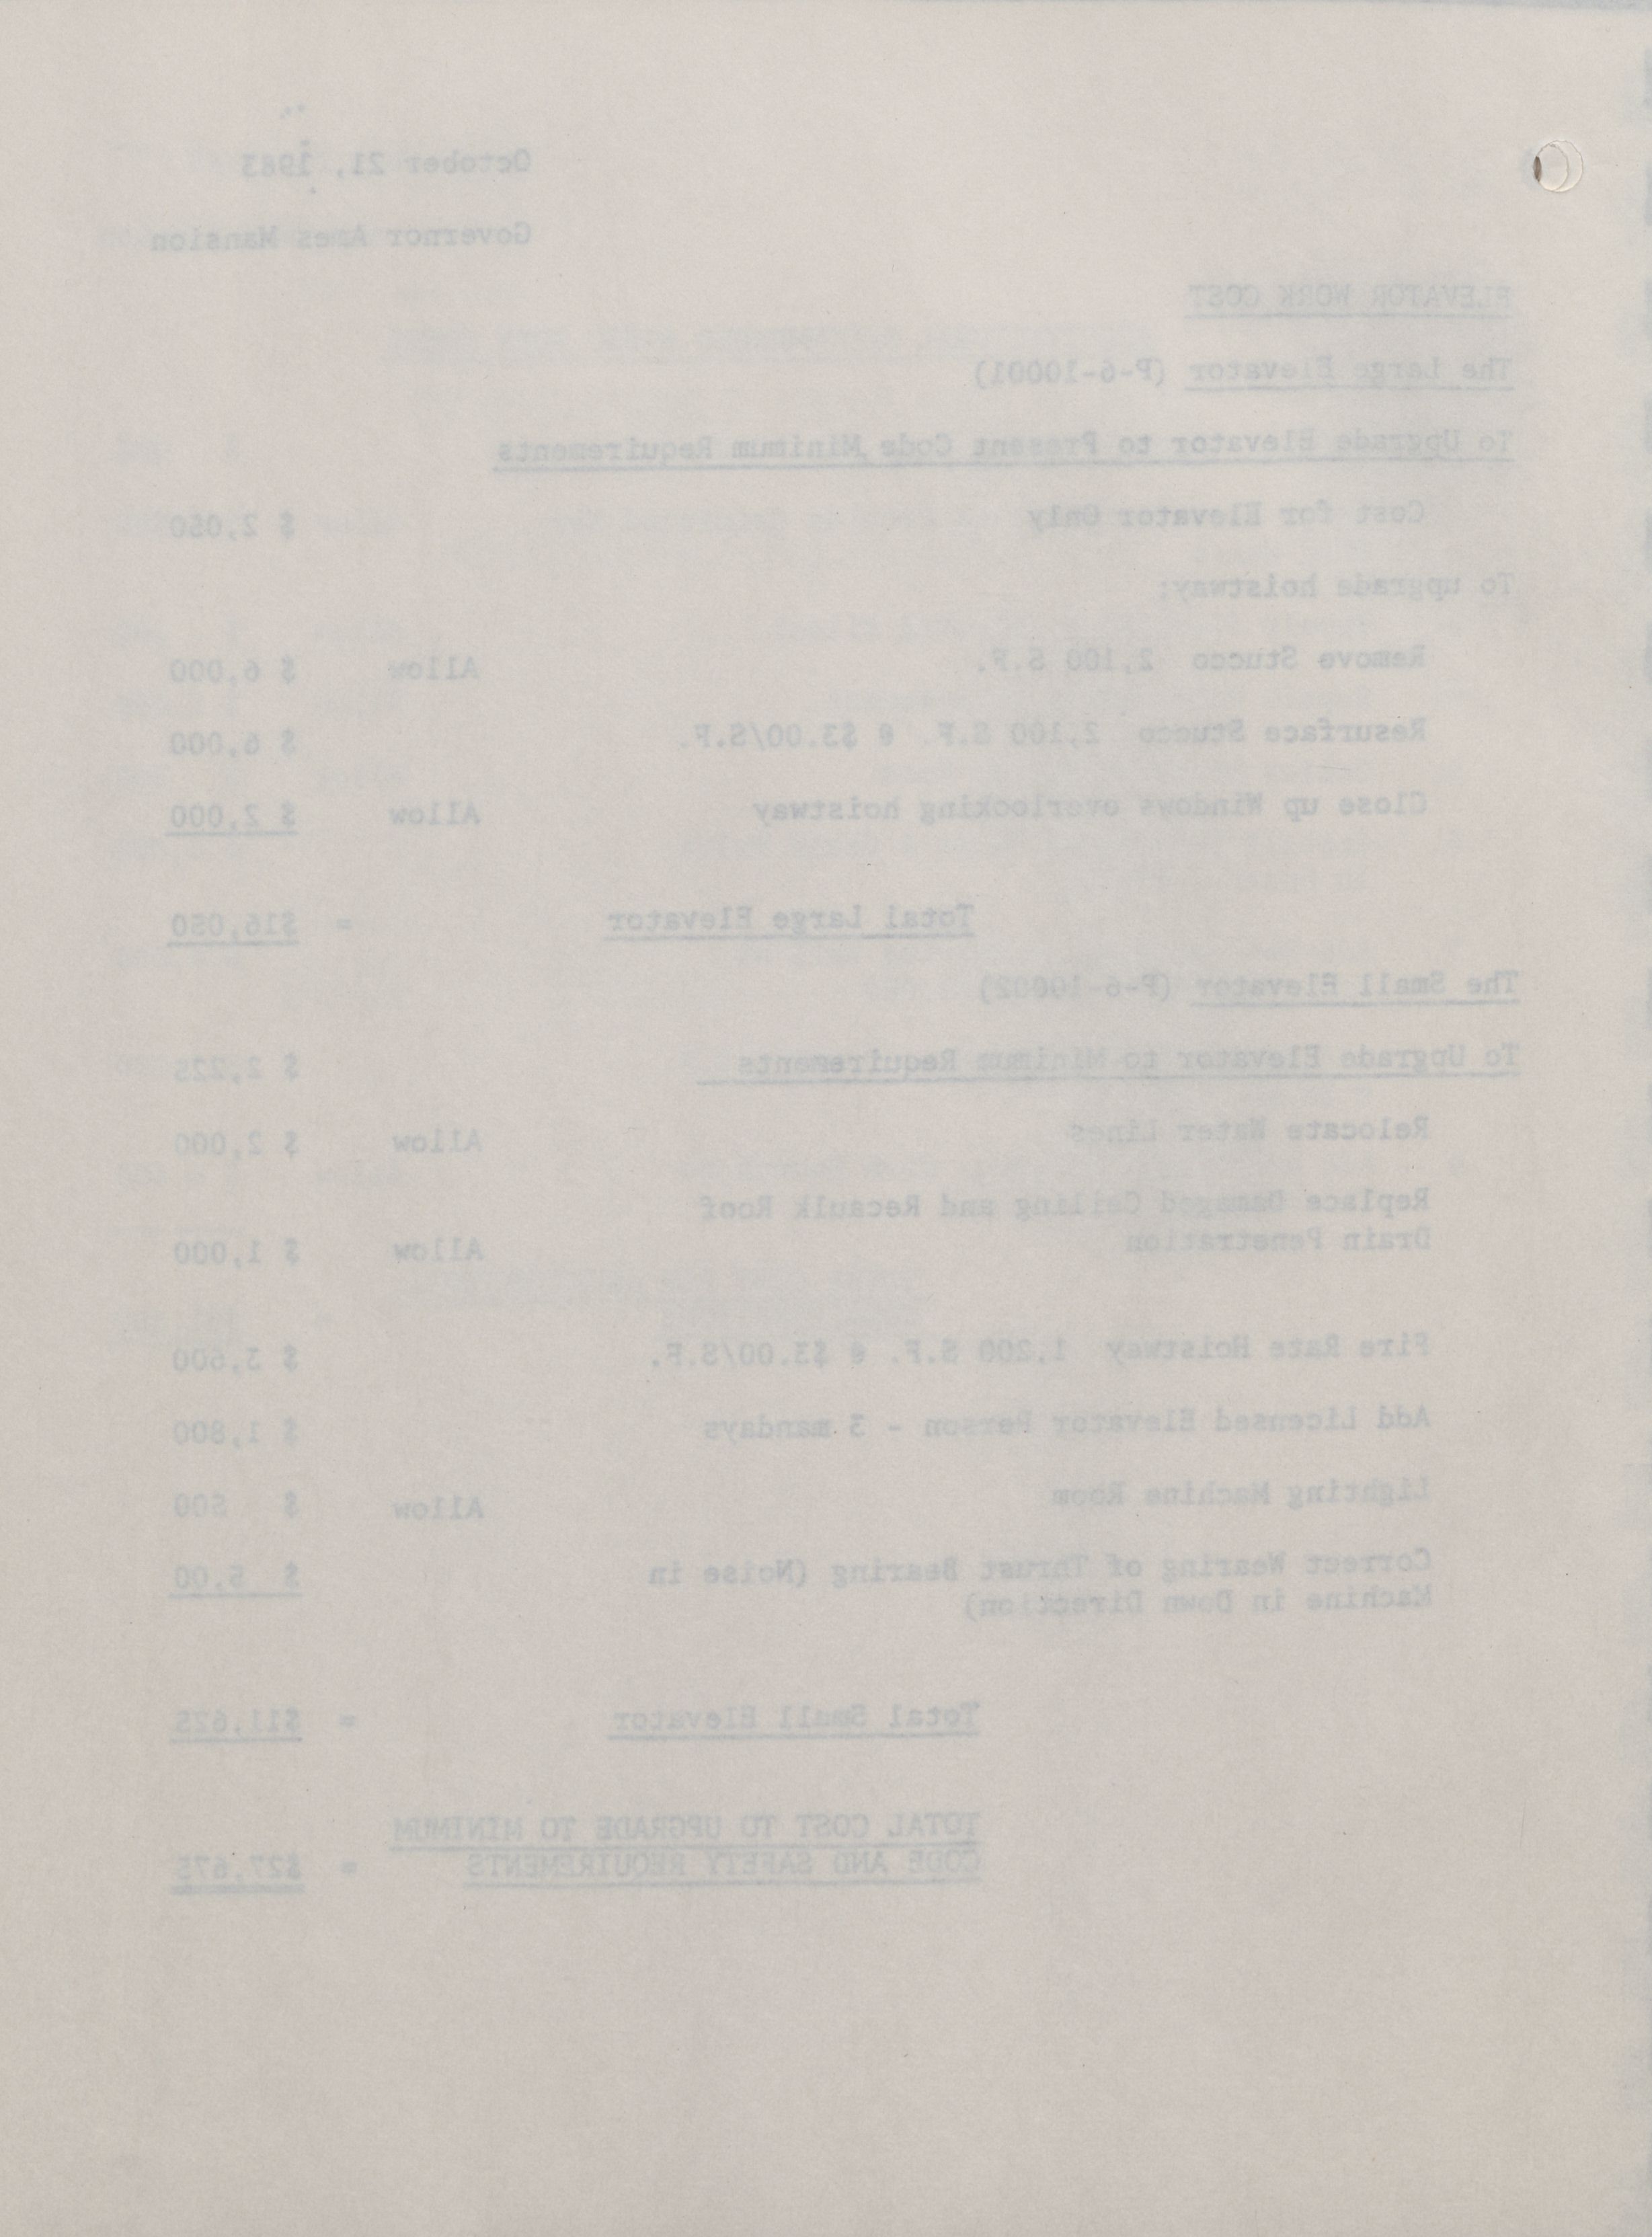 October 21, 1983
Governor Ames Mansion
ELEVATOR WORK COST
The Large Elevator (P-6-10001)
To Upgrade Elevator to Present Code Minimum Requirements
Cost for Elevator Only $ 2,050
To upgrade hoistway:
Remove Stucco 2,100 S.F. Allow $ 6,000
Resurface Stucco 2,100 S.F. @ $3.00/S.F. $ 6,000
Close up Windows overlooking hoistway Allow $ 2,000
Total Large Elevator = $16,050
The Small Elevator (P-6-10002)
To Upgrade Elevator to Minimum Requirements $ 2,225
Relocate Water Lines Allow $ 2,000
Replace Damaged Ceiling and Recaulk Roof
Drain Penetration Allow $ 1,000
Fire Rate Hoistway 1,200 S.F. @ $3.00/S.F. $ 3,600
Add Licensed Elevator Person - 3 mandays $ 1,800
Lighting Machine Room Allow $ 500
Correct Wearing of Thrust Bearing (Noise in $ 5,00
Machine in Down Direction)
Total Small Elevator = $11,625
TOTAL COST TO UPGRADE TO MINIMUM
CODE AND SAFETY REQUIREMENTS = $27,675